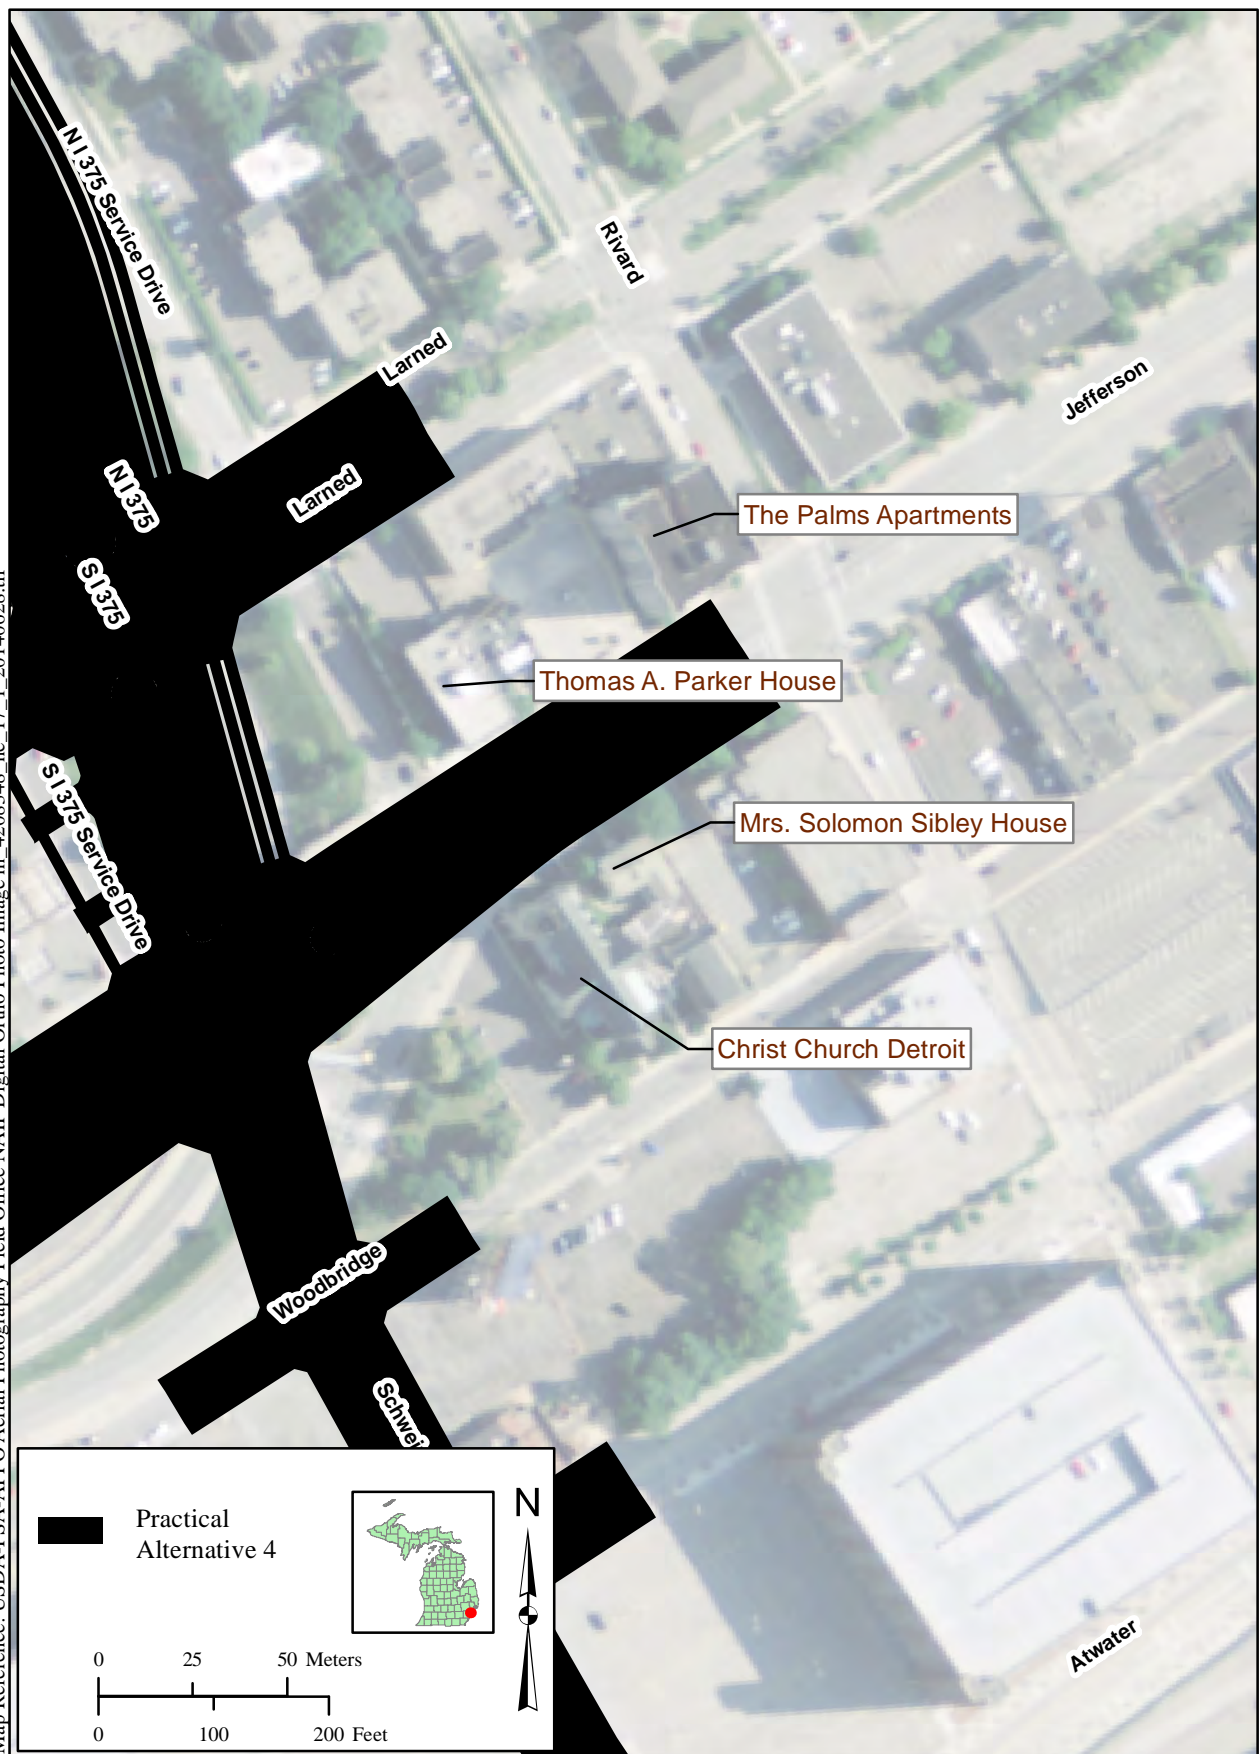 N I 375 Service Drive
Rivard
Larned
Jefferson
N I 375
Larned
The Palms Apartments
S I 375
Thomas A. Parker House
S I 375 Service Drive
Mrs. Solomon Sibley House
Christ Church Detroit
Woodbridge
Schwei
Practical
Alternative 4
N
0 25 50 Meters
0 100 200 Feet
Atwater